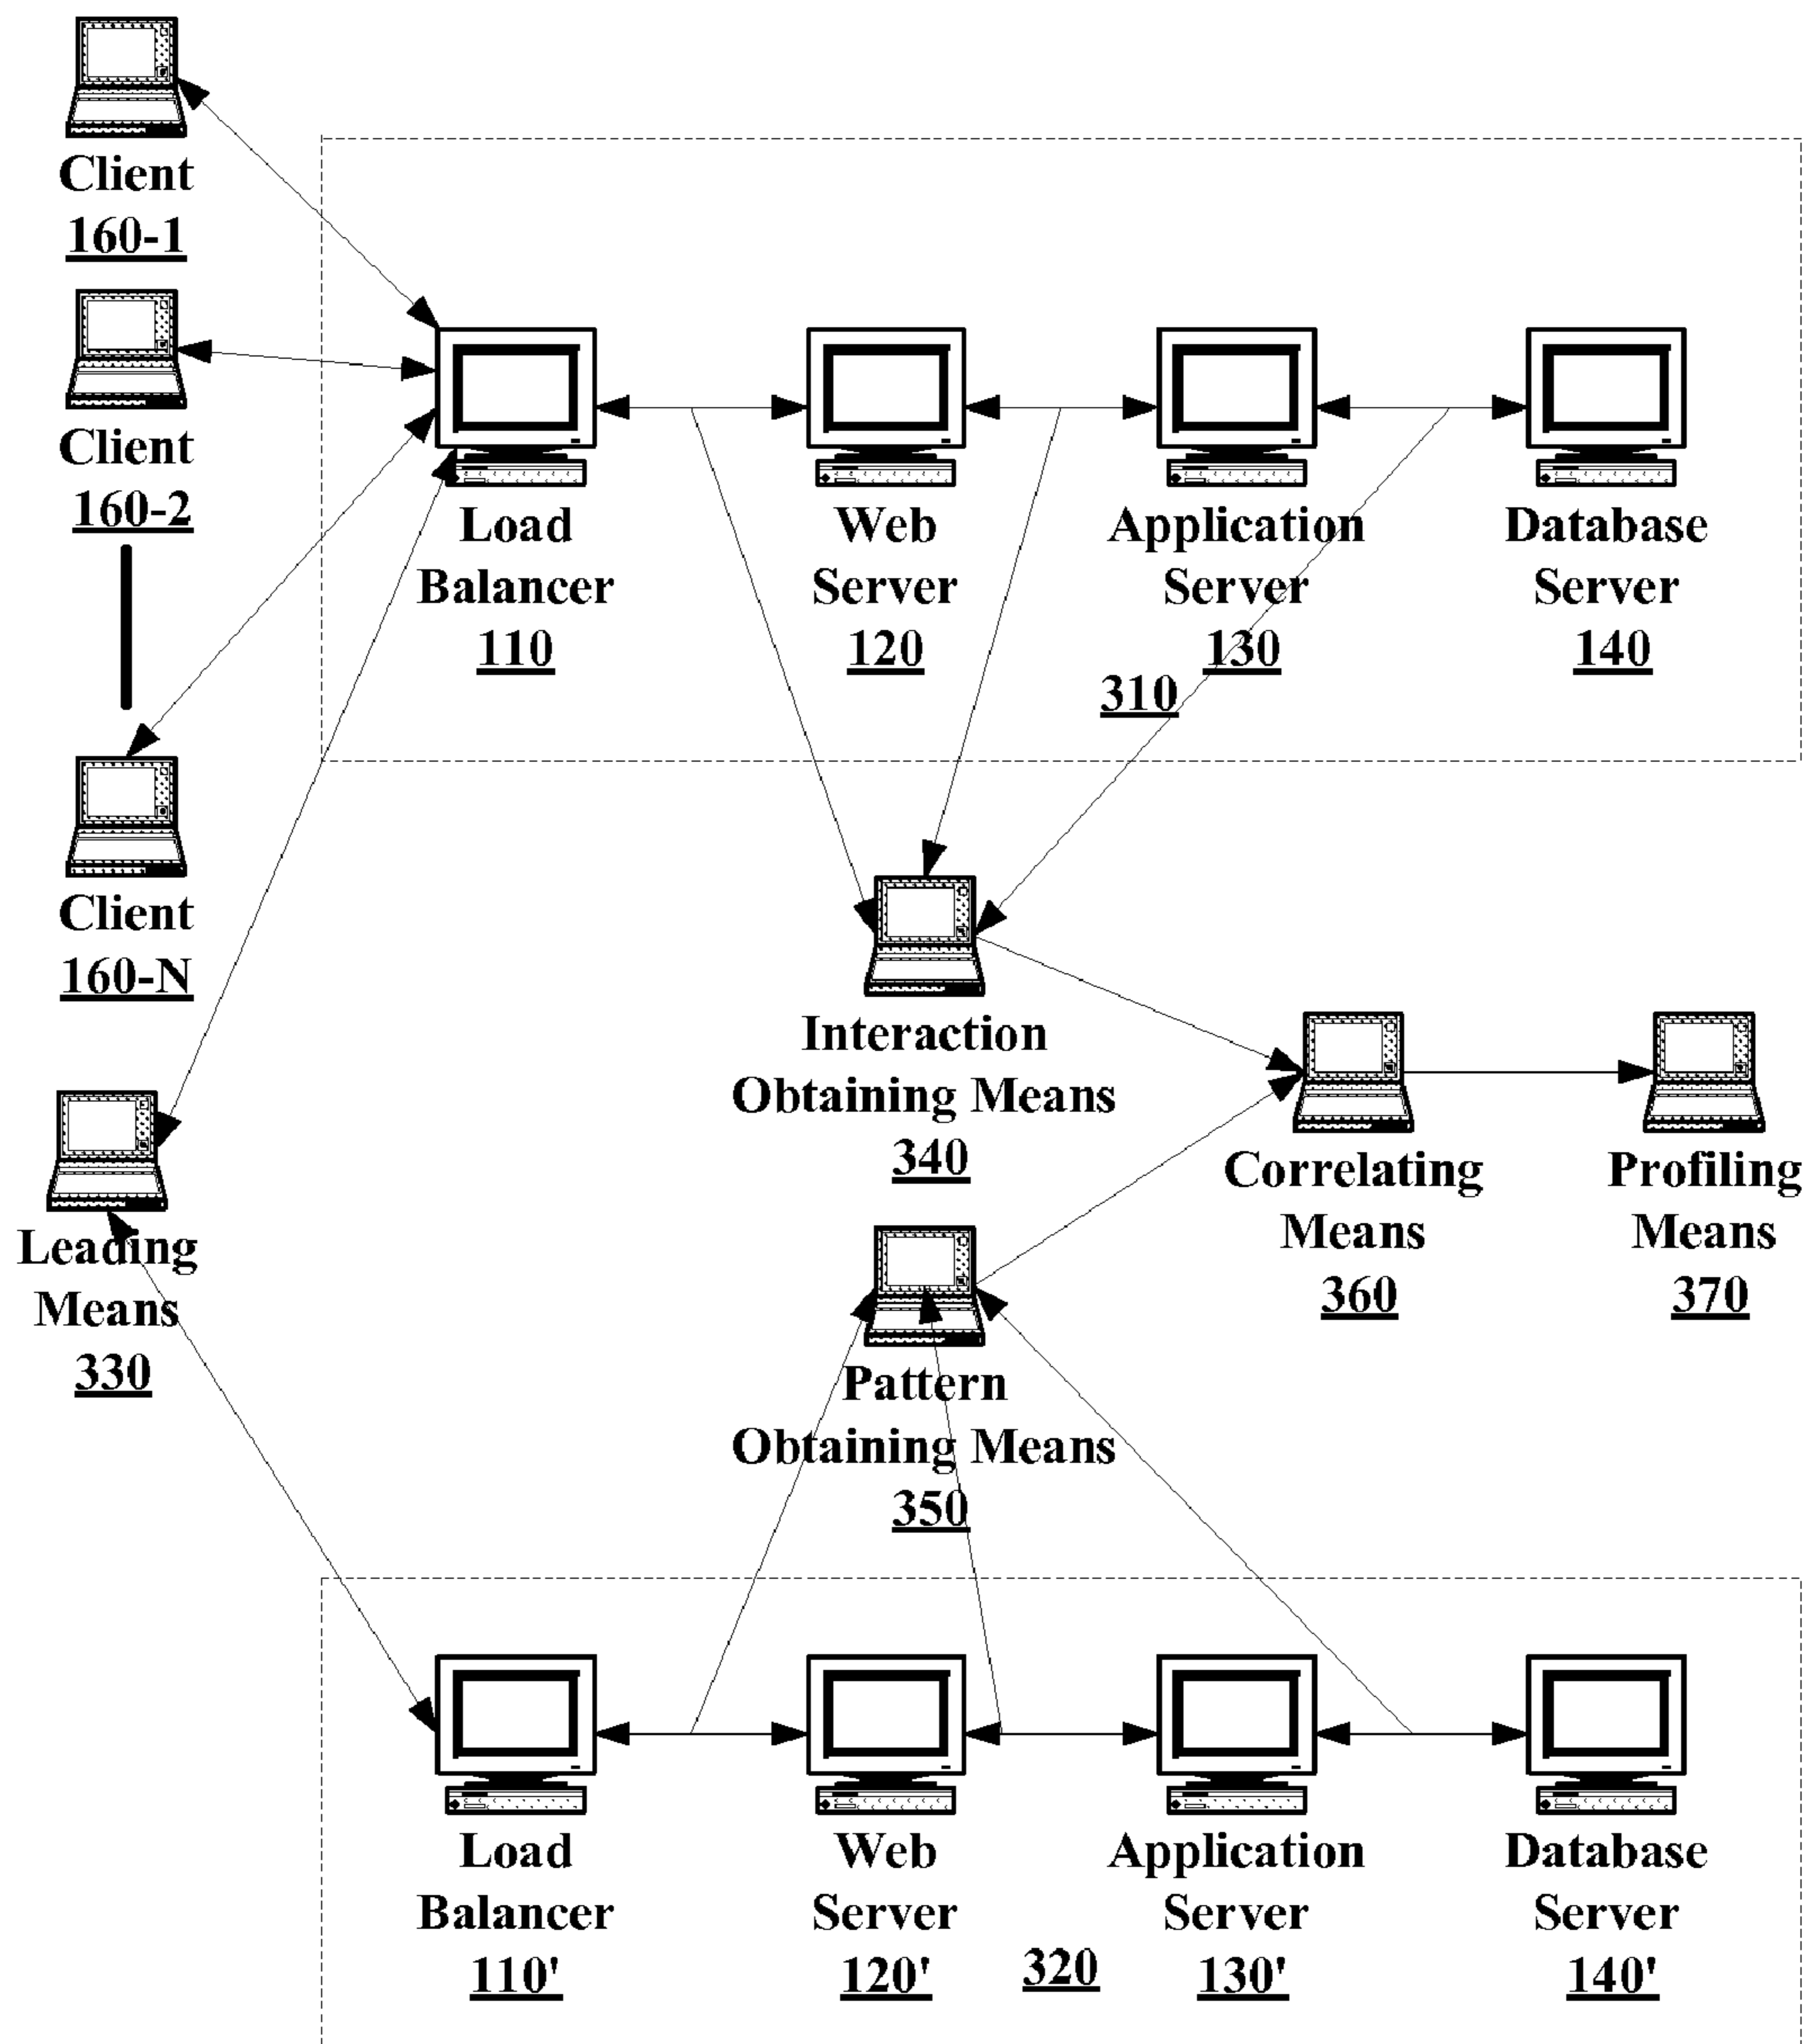 Client
160-1
Client
160-2
Client
160-N
Load
Balancer
110
Web
Server
120
Application
Server
130
Database
Server
140
310
Interaction
Obtaining Means
340
Correlating
Means
360
Profiling
Means
370
Leading
Means
330
Pattern
Obtaining Means
350
Load
Balancer
110'
Web
Server
120'
320
Application
Server
130'
Database
Server
140'